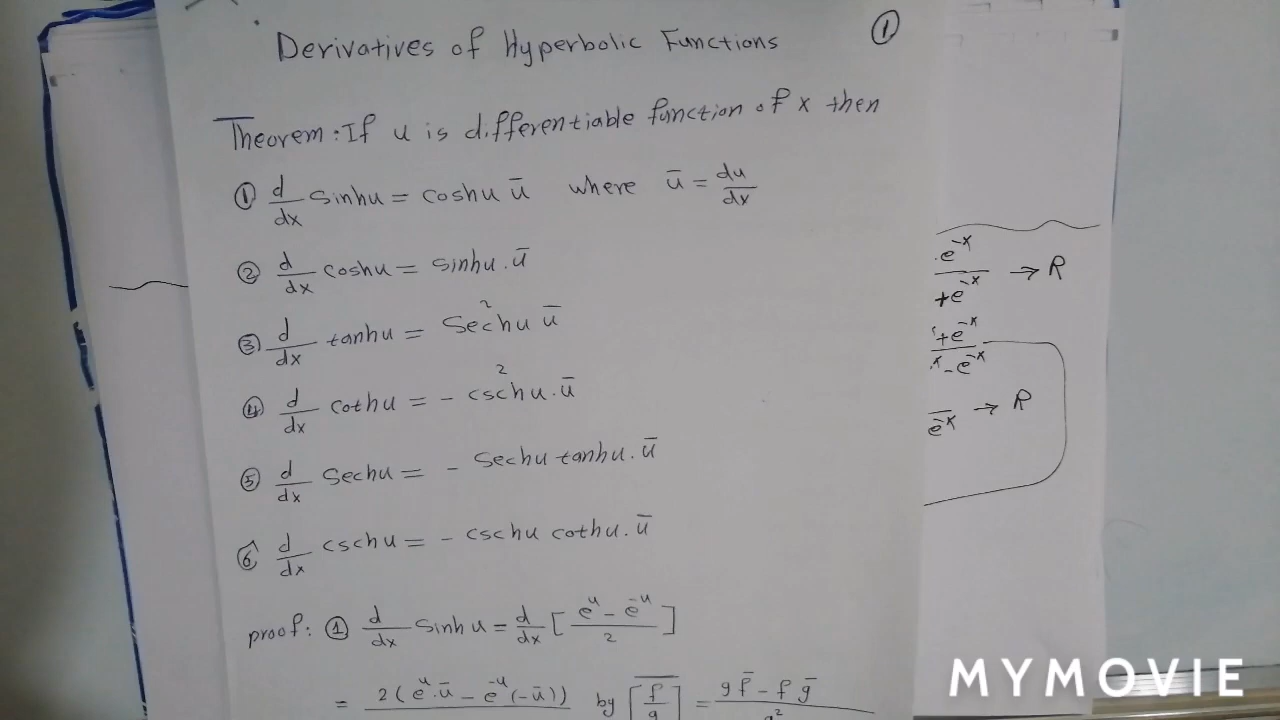 Derivatives of Hyperbolic Functions ①
Theorem: If u is differentiable function of x then
① d/dx sinhu = coshu ū where ū = du/dx
② d/dx coshu = sinhu . ū
③ d/dx tanhu = Sech²u ū
④ d/dx cothu = - csch²u . ū
⑤ d/dx Sechu = - Sechu tanhu . ū
⑥ d/dx cschu = - cschu cothu . ū
proof: ① d/dx Sinh u = d/dx [ (e^u - e^-u) / 2 ]
= 2(e^u . ū - e^-u (-ū)) by [f/g]‾ = (g f̄ - f ḡ) / g²
e^-x
+e^-x → R
+e^-x
x - e^-x
e^-x → R
MYMOVIE